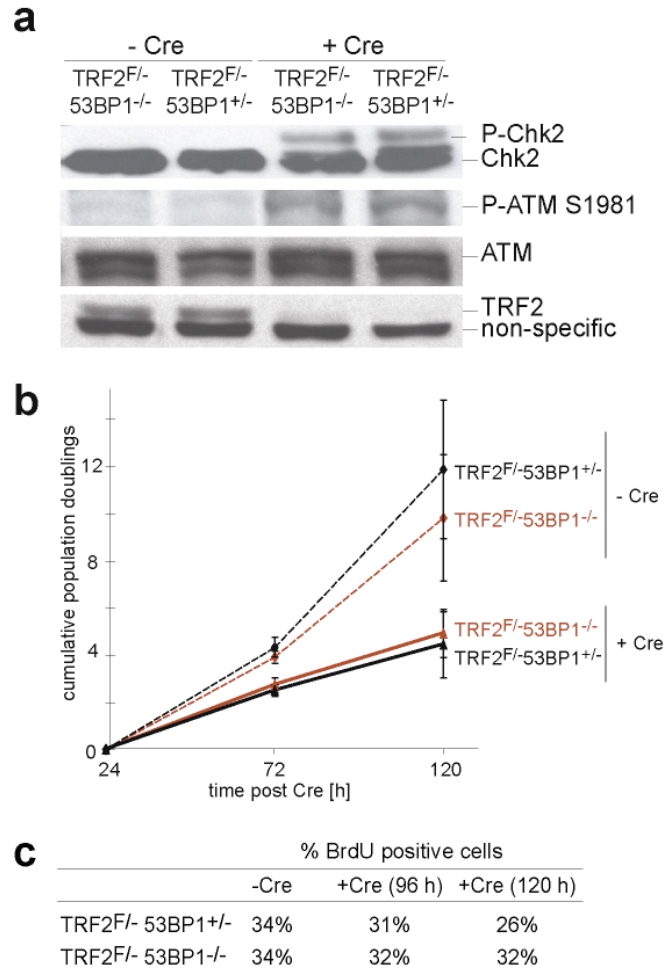 a
- Cre + Cre
TRF2F/- TRF2F/- TRF2F/- TRF2F/-
53BP1-/- 53BP1+/- 53BP1-/- 53BP1+/-
P-Chk2
Chk2
P-ATM S1981
ATM
TRF2
non-specific
b
cumulative population doublings
12
8
4
0
24 72 120
time post Cre [h]
TRF2F/-53BP1+/-
- Cre
TRF2F/-53BP1-/-
TRF2F/-53BP1-/-
+ Cre
TRF2F/-53BP1+/-
c
% BrdU positive cells
-Cre +Cre (96 h) +Cre (120 h)
TRF2F/- 53BP1+/- 34% 31% 26%
TRF2F/- 53BP1-/- 34% 32% 32%